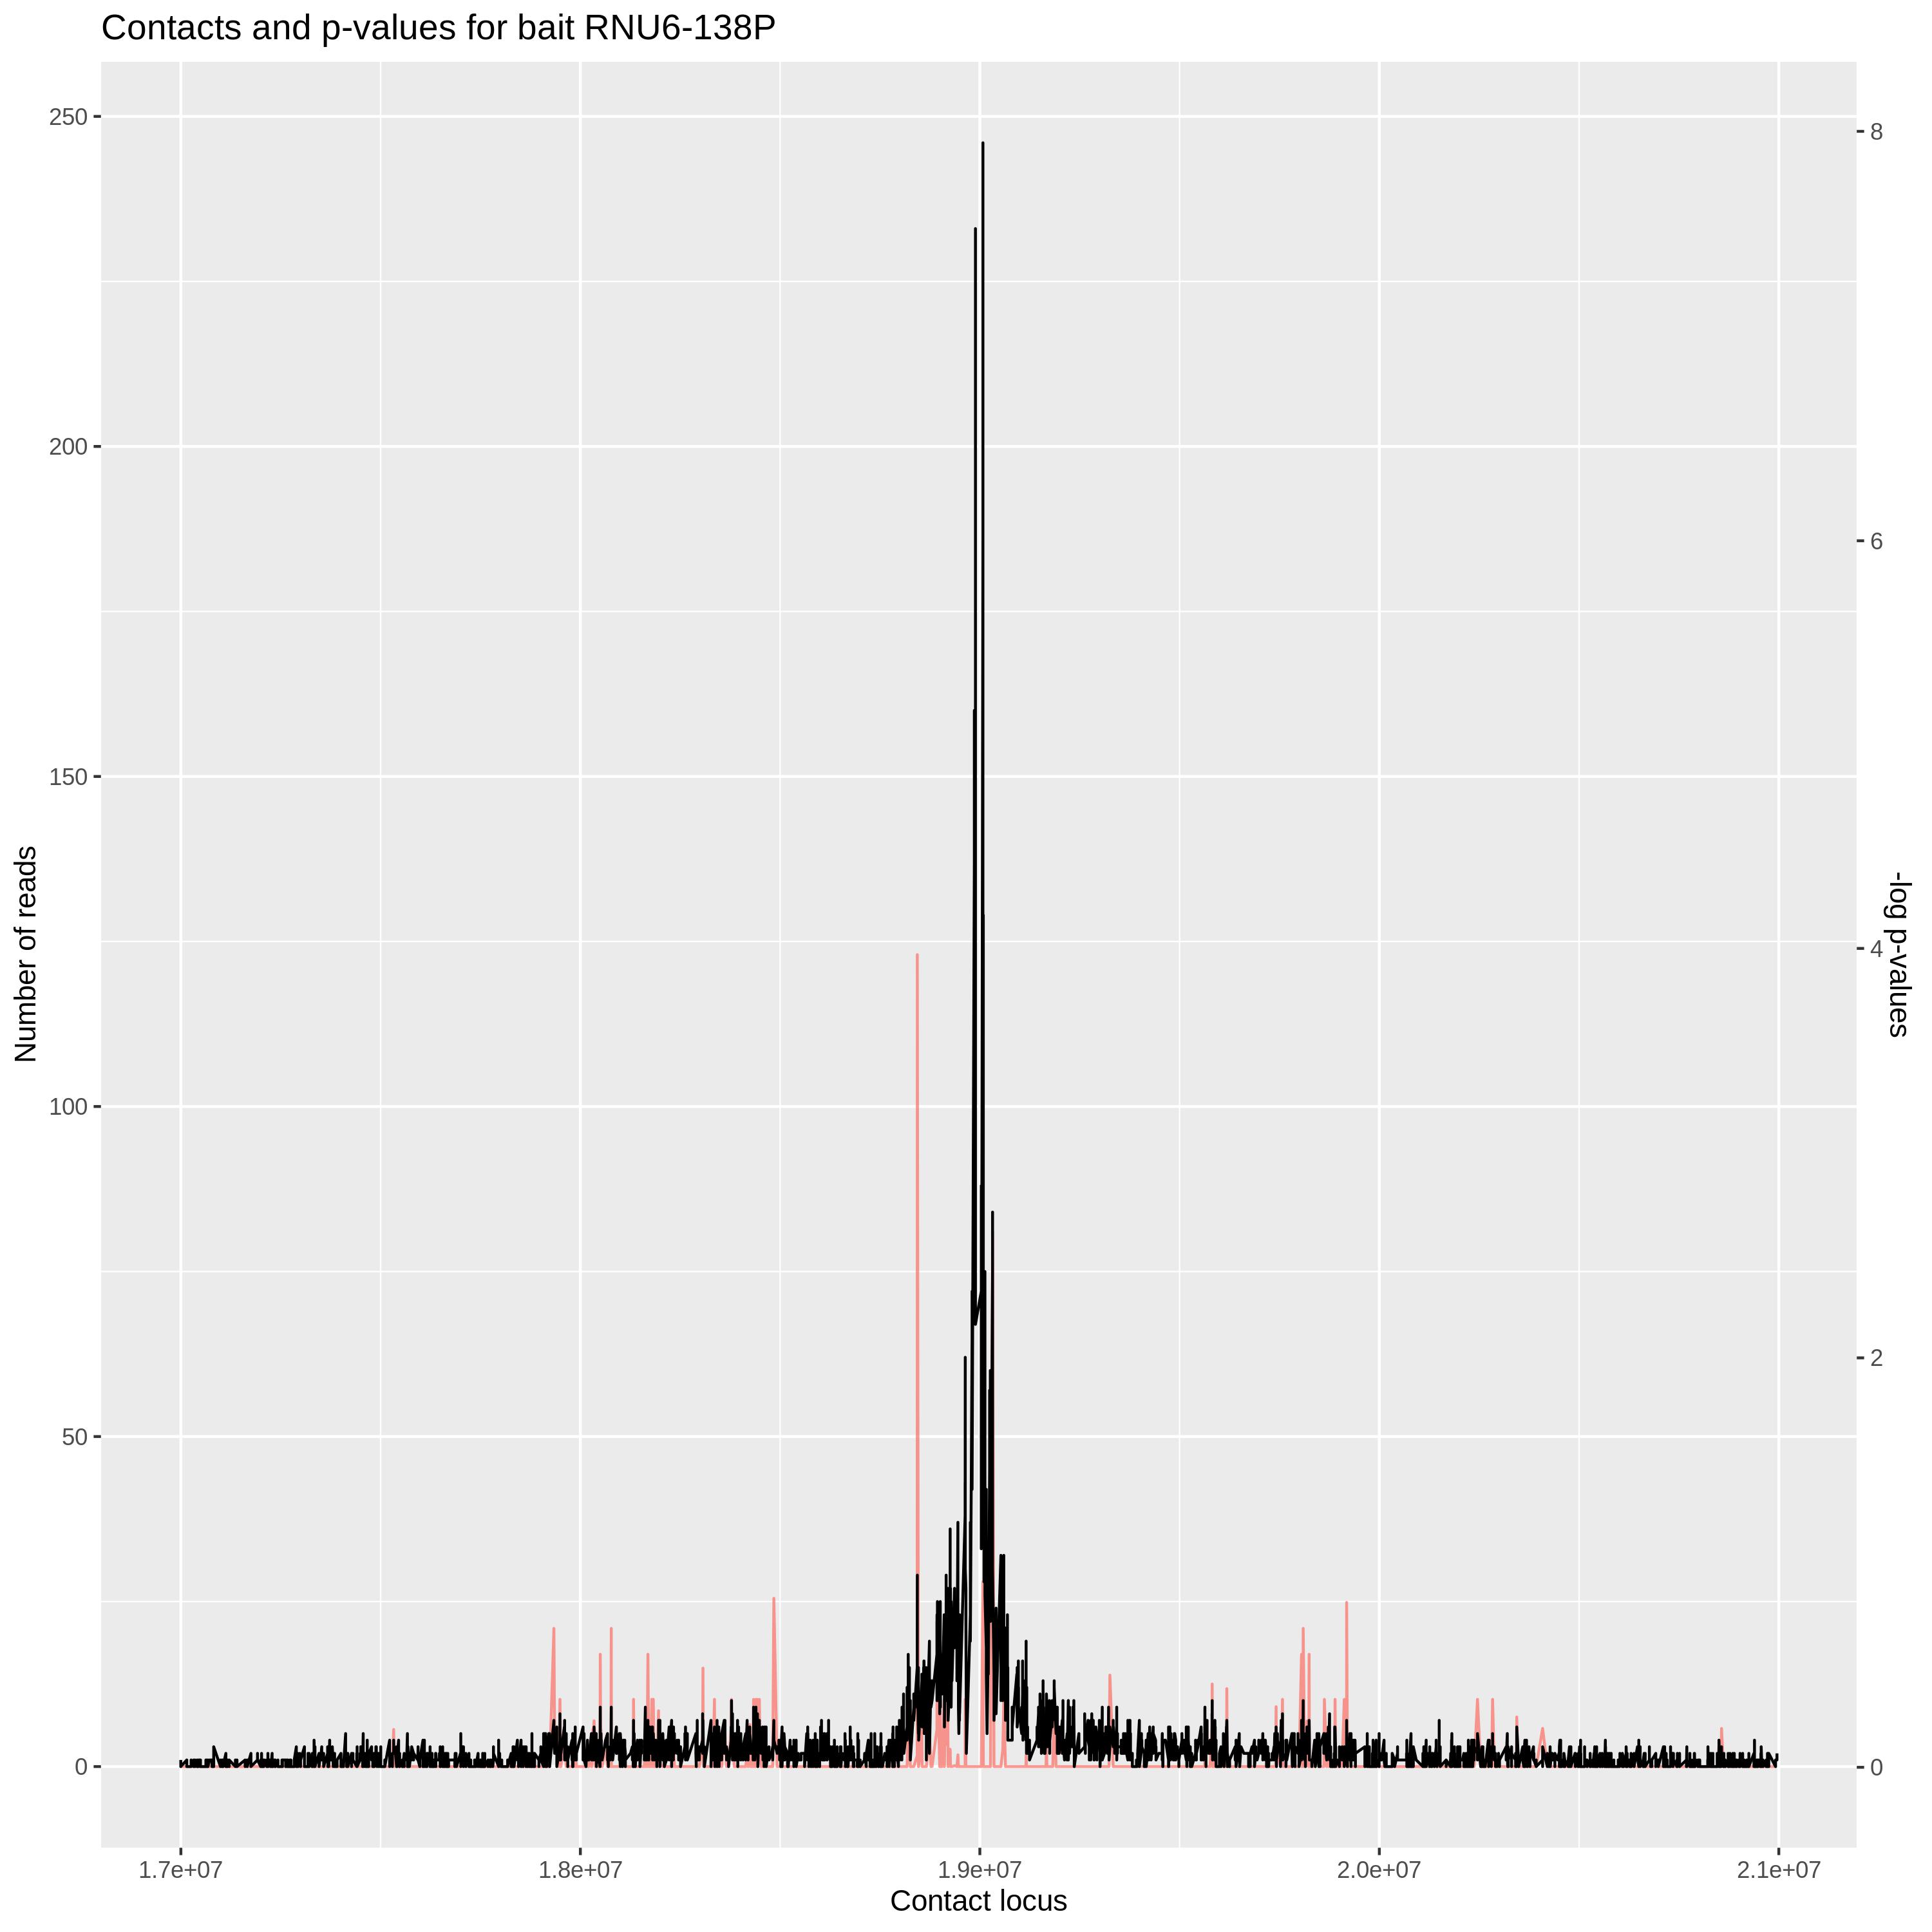 Contacts and p-values for bait RNU6-138P
250
200
150
100
50
0
Number of reads
8
6
4
2
0
-log p-values
1.7e+07 1.8e+07 1.9e+07 2.0e+07 2.1e+07
Contact locus